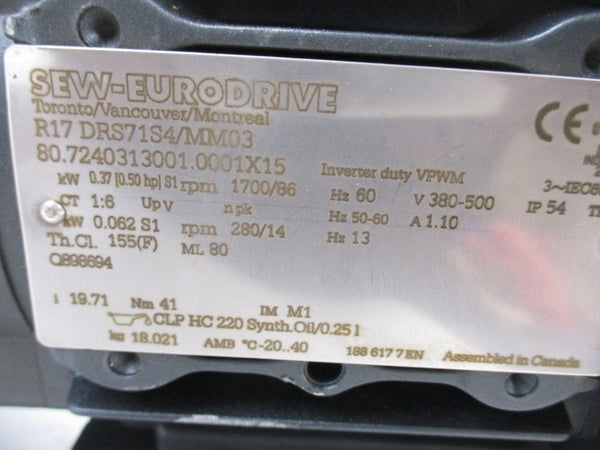 SEW-EURODRIVE
Toronto/Vancouver/Montreal
R17 DRS71S4/MM03
80.7240313001.0001X15
Inverter duty VPWM
3~IEC
kW 0.37 [0.50 hp] S1 rpm 1700/86 Hz 60 V 380-500
CT 1:6 Up V n pk Hz 50-60 A 1.10 IP 54
kW 0.062 S1 rpm 280/14 Hz 13
Th.Cl. 155(F) ML 80
Q898694
i 19.71 Nm 41 IM M1
CLP HC 220 Synth.Oil/0.25 l
kg 18.021 AMB °C -20..40 188 617 7 EN Assembled in Canada
CE